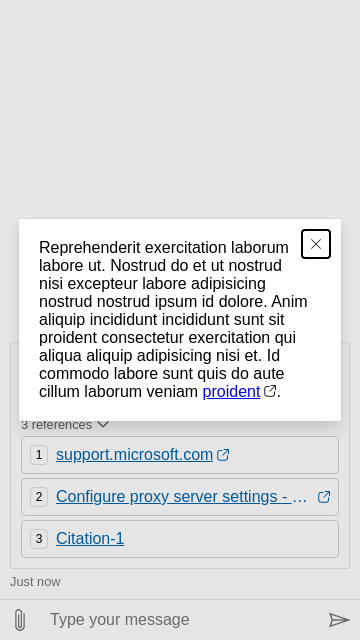 Reprehenderit exercitation laborum
labore ut. Nostrud do et ut nostrud
nisi excepteur labore adipisicing
nostrud nostrud ipsum id dolore. Anim
aliquip incididunt incididunt sunt sit
proident consectetur exercitation qui
aliqua aliquip adipisicing nisi et. Id
commodo labore sunt quis do aute
cillum laborum veniam proident.
3 references
1 support.microsoft.com
2 Configure proxy server settings - …
3 Citation-1
Just now
Type your message